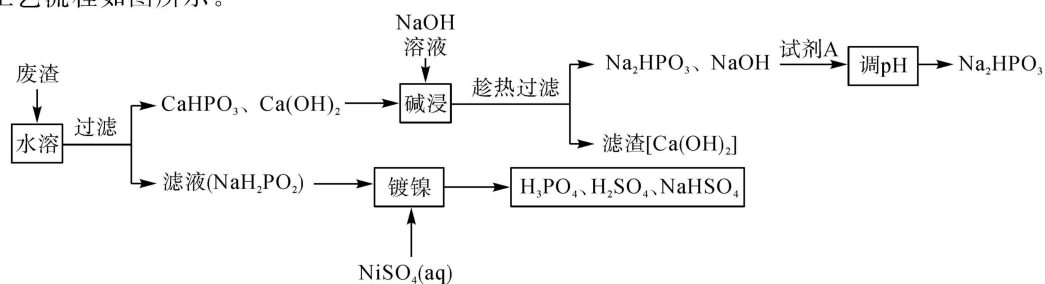 工艺流程如图所示。
NaOH
溶液
废渣
水溶
过滤
CaHPO₃、Ca(OH)₂
碱浸
趁热过滤
Na₂HPO₃、NaOH
试剂A
调pH
Na₂HPO₃
滤渣[Ca(OH)₂]
滤液(NaH₂PO₂)
镀镍
H₃PO₄、H₂SO₄、NaHSO₄
NiSO₄(aq)